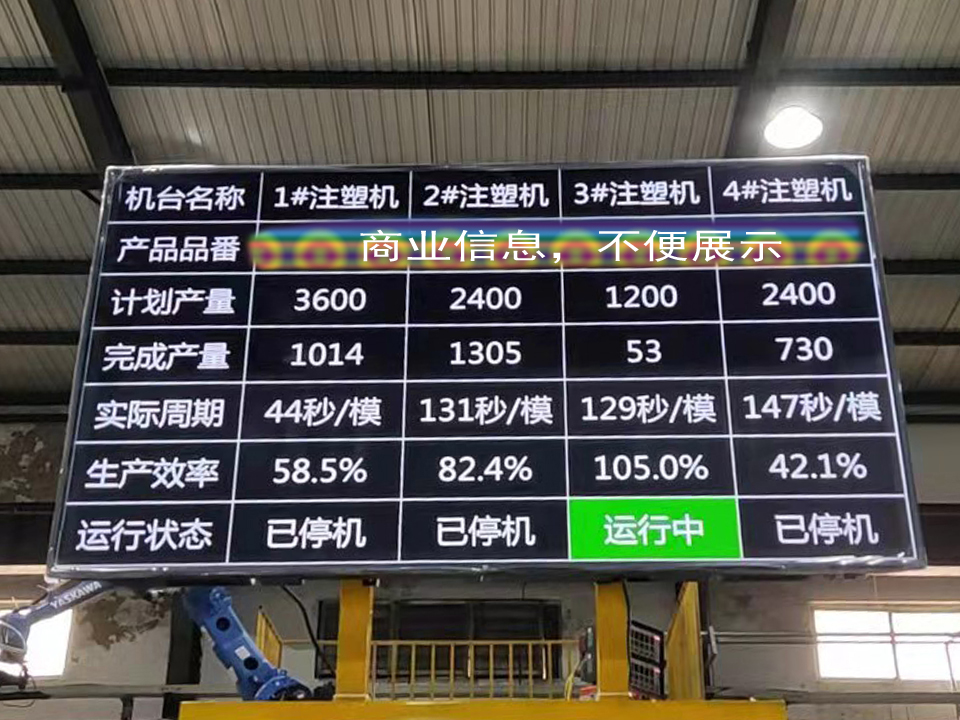 机台名称 1#注塑机 2#注塑机 3#注塑机 4#注塑机
产品品番 商业信息，不便展示
计划产量 3600 2400 1200 2400
完成产量 1014 1305 53 730
实际周期 44秒/模 131秒/模 129秒/模 147秒/模
生产效率 58.5% 82.4% 105.0% 42.1%
运行状态 已停机 已停机 运行中 已停机
YASKAWA